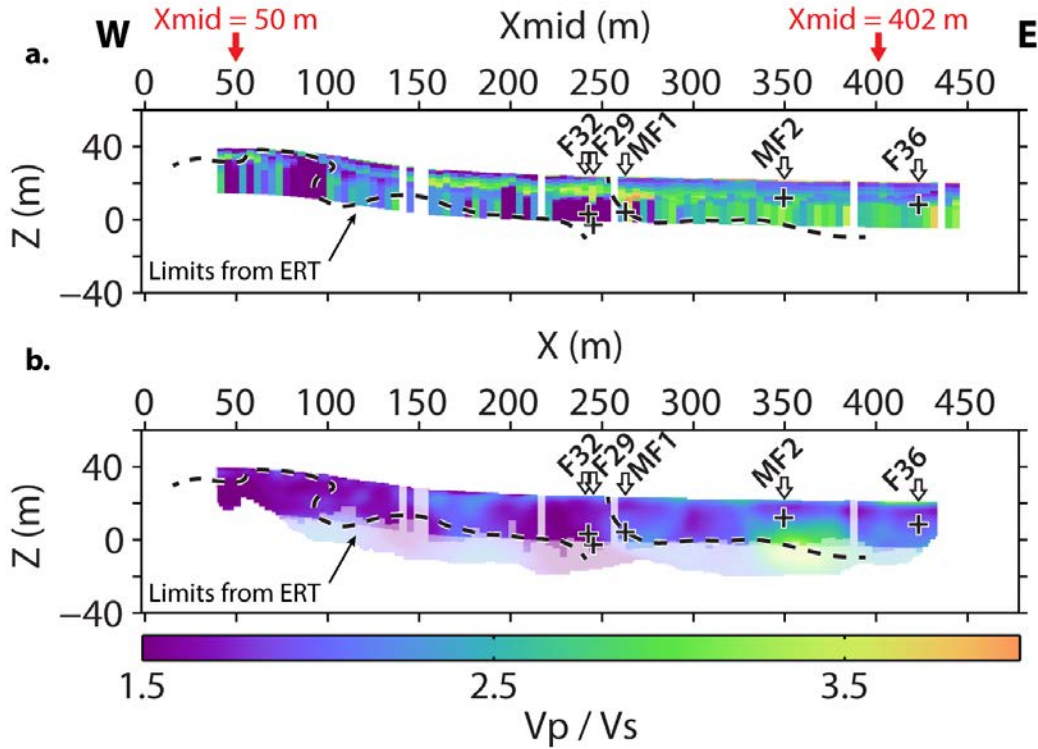 Xmid = 50 m Xmid = 402 m
W Xmid (m) E
a.
0 50 100 150 200 250 300 350 400 450
F32 F29 MF1 MF2 F36
40
0
−40
Z (m)
Limits from ERT
X (m)
b.
0 50 100 150 200 250 300 350 400 450
F32 F29 MF1 MF2 F36
40
0
−40
Z (m)
Limits from ERT
1.5 2.5 3.5
Vp / Vs